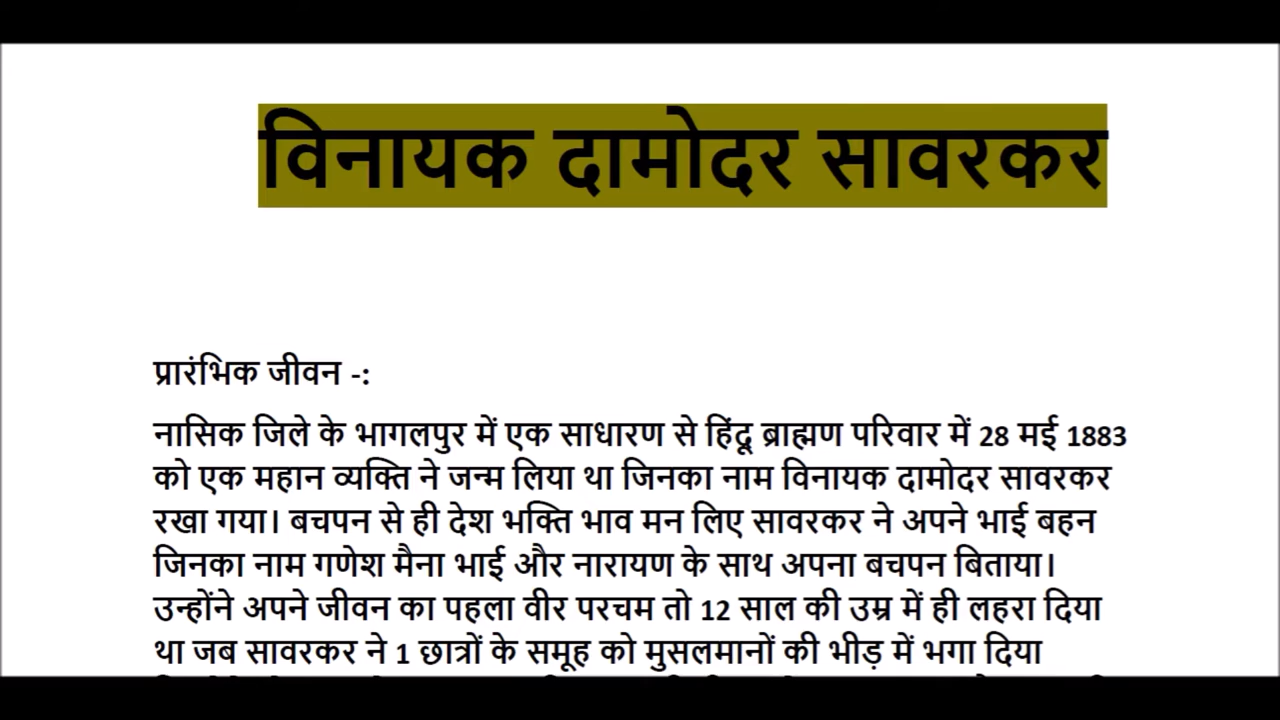 विनायक दामोदर सावरकर
प्रारंभिक जीवन -:
नासिक जिले के भागलपुर में एक साधारण से हिंदू ब्राह्मण परिवार में 28 मई 1883
को एक महान व्यक्ति ने जन्म लिया था जिनका नाम विनायक दामोदर सावरकर
रखा गया। बचपन से ही देश भक्ति भाव मन लिए सावरकर ने अपने भाई बहन
जिनका नाम गणेश मैना भाई और नारायण के साथ अपना बचपन बिताया।
उन्होंने अपने जीवन का पहला वीर परचम तो 12 साल की उम्र में ही लहरा दिया
था जब सावरकर ने 1 छात्रों के समूह को मुसलमानों की भीड़ में भगा दिया